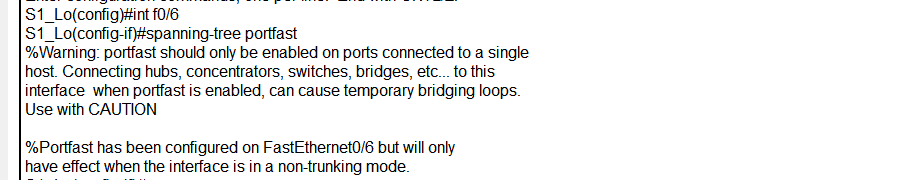 S1_Lo(config)#int f0/6
S1_Lo(config-if)#spanning-tree portfast
%Warning: portfast should only be enabled on ports connected to a single
host. Connecting hubs, concentrators, switches, bridges, etc... to this
interface  when portfast is enabled, can cause temporary bridging loops.
Use with CAUTION

%Portfast has been configured on FastEthernet0/6 but will only
have effect when the interface is in a non-trunking mode.